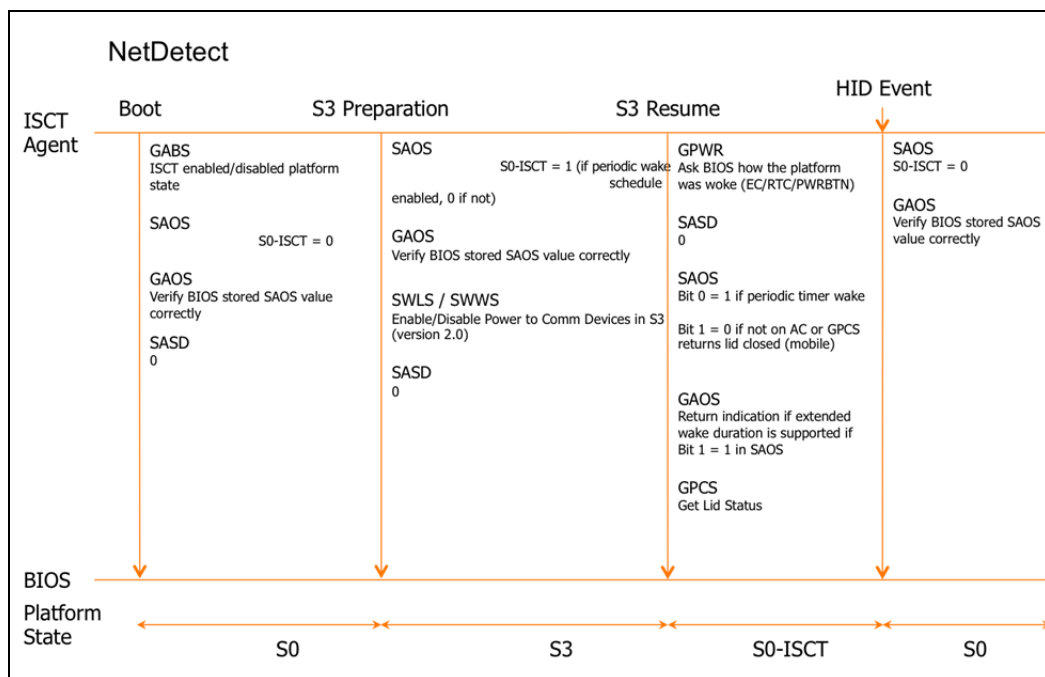 NetDetect
HID Event
Boot
S3 Preparation
S3 Resume
ISCT
Agent
GABS
ISCT enabled/disabled platform
state
SAOS
S0-ISCT = 0
GAOS
Verify BIOS stored SAOS value
correctly
SASD
0
SAOS
S0-ISCT = 1 (if periodic wake
schedule
enabled, 0 if not)
GAOS
Verify BIOS stored SAOS value correctly
SWLS / SWWS
Enable/Disable Power to Comm Devices in S3
(version 2.0)
SASD
0
GPWR
Ask BIOS how the platform
was woke (EC/RTC/PWRBTN)
SASD
0
SAOS
Bit 0 = 1 if periodic timer wake
Bit 1 = 0 if not on AC or GPCS
returns lid closed (mobile)
GAOS
Return indication if extended
wake duration is supported if
Bit 1 = 1 in SAOS
GPCS
Get Lid Status
SAOS
S0-ISCT = 0
GAOS
Verify BIOS stored SAOS
value correctly
BIOS
Platform
State
S0
S3
S0-ISCT
S0